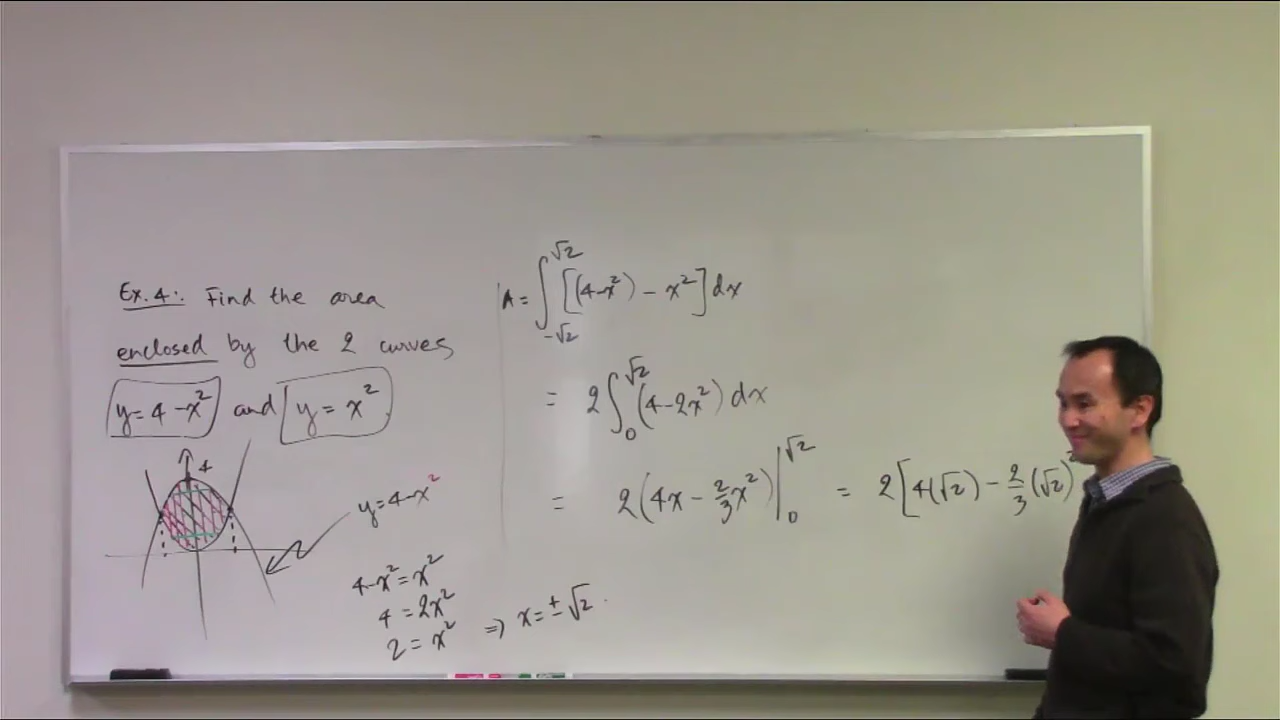 Ex. 4: Find the area
enclosed by the 2 curves
y = 4 - x² and y = x².
4
y = 4 - x²
4 - x² = x²
4 = 2x²
2 = x² ⇒ x = ± √2.
A = ∫_{-√2}^{√2} [(4-x²) - x²] dx
= 2 ∫_0^{√2} (4-2x²) dx
= 2(4x - 2/3 x²) |_0^{√2} = 2[4(√2) - 2/3 (√2)